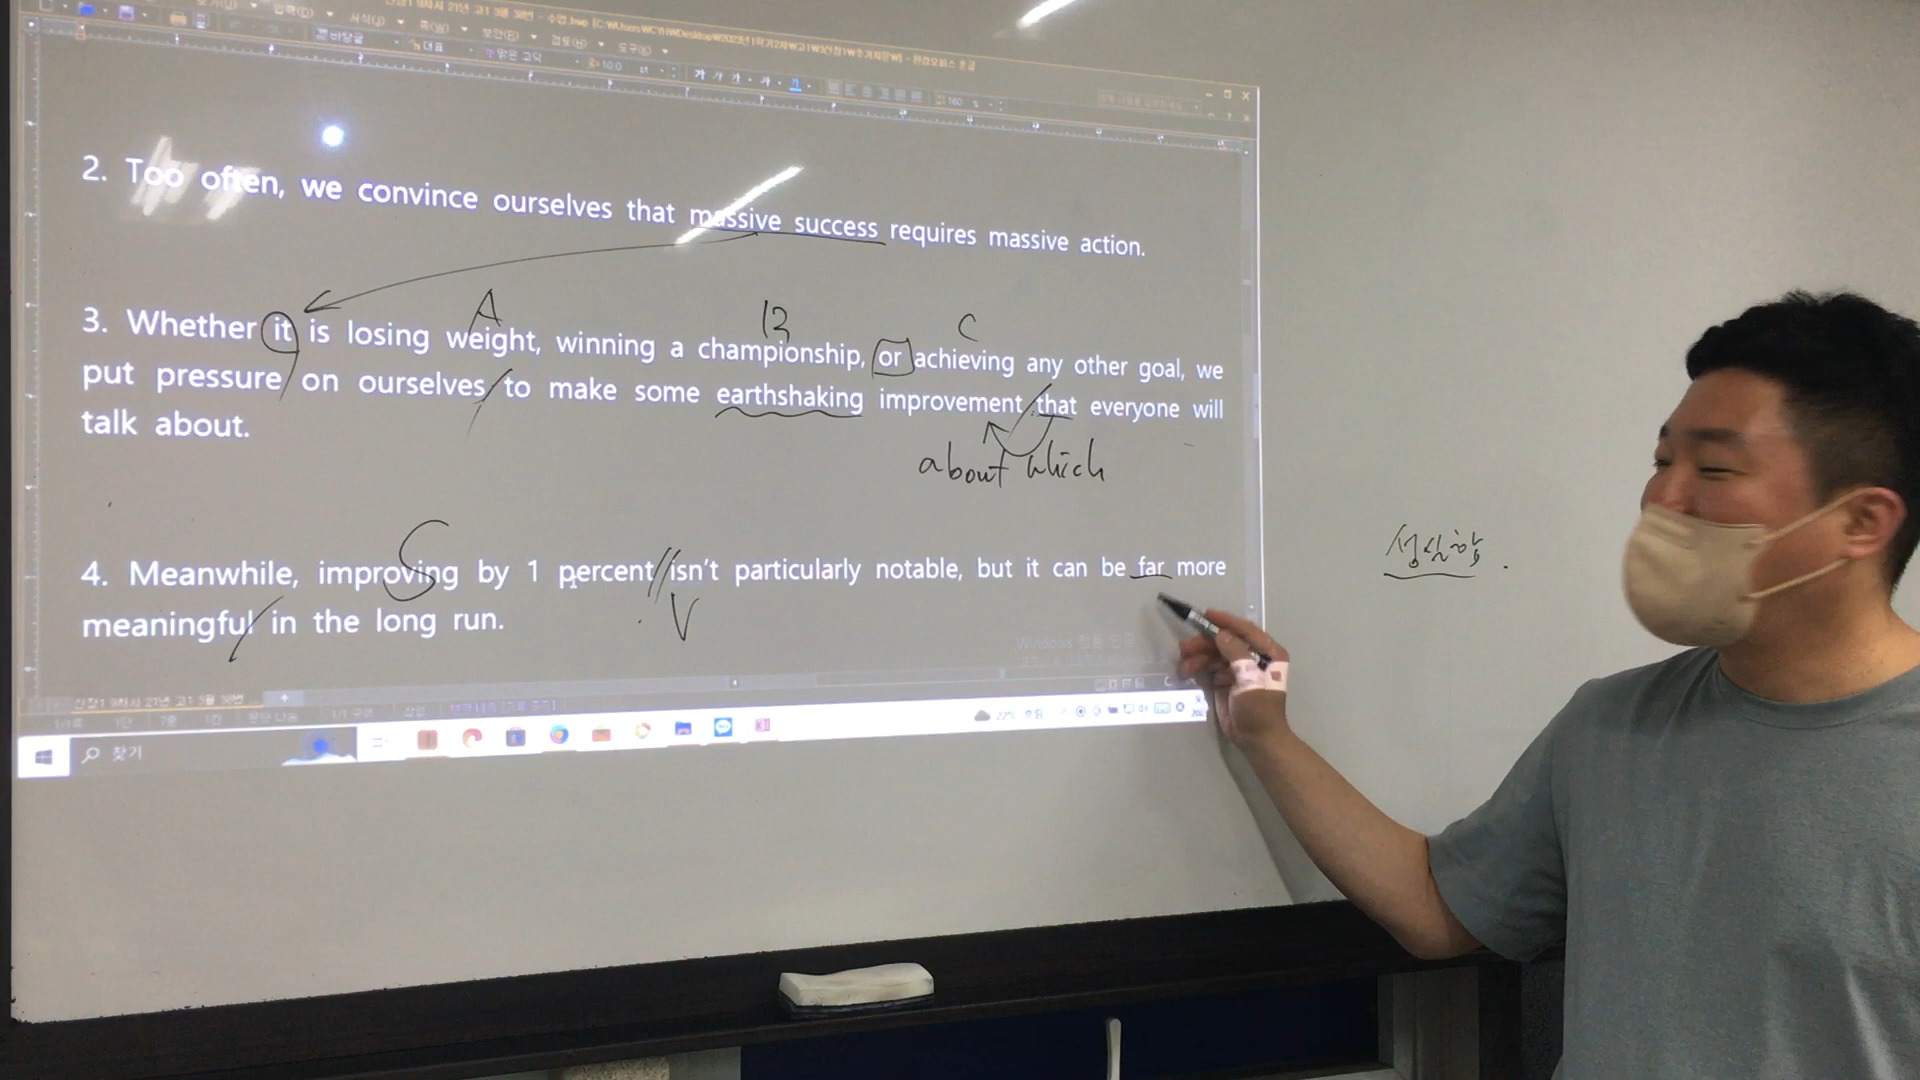 2. Too often, we convince ourselves that massive success requires massive action.
A B C
3. Whether it is losing weight, winning a championship, or achieving any other goal, we
put pressure on ourselves to make some earthshaking improvement that everyone will
talk about.
about which
성실함.
S
4. Meanwhile, improving by 1 percent isn't particularly notable, but it can be far more
V
meaningful in the long run.
찾기
22°C